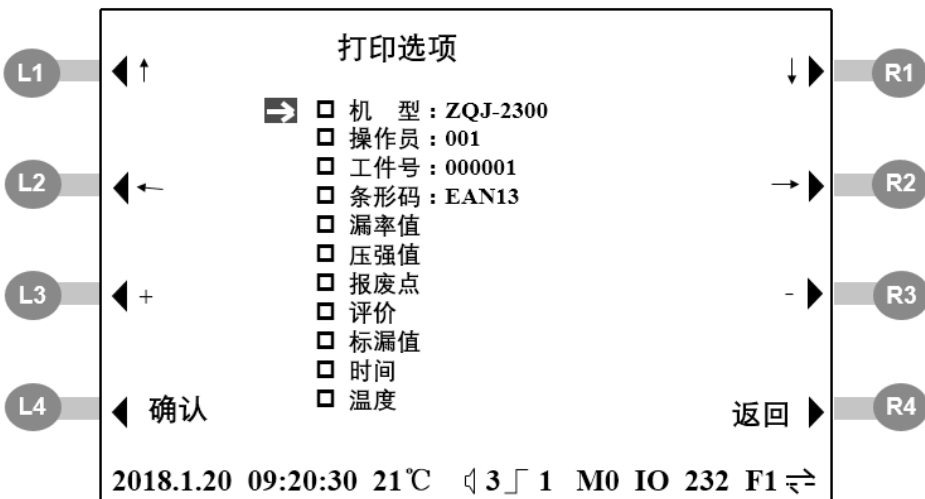 打印选项
L1 ↑ ↓ R1
机 型：ZQJ-2300
操作员：001
工件号：000001
L2 ← → R2
条形码：EAN13
漏率值
压强值
报废点
L3 + - R3
评价
标漏值
时间
温度
L4 确认 返回 R4
2018.1.20 09:20:30 21℃ 3 1 M0 IO 232 F1